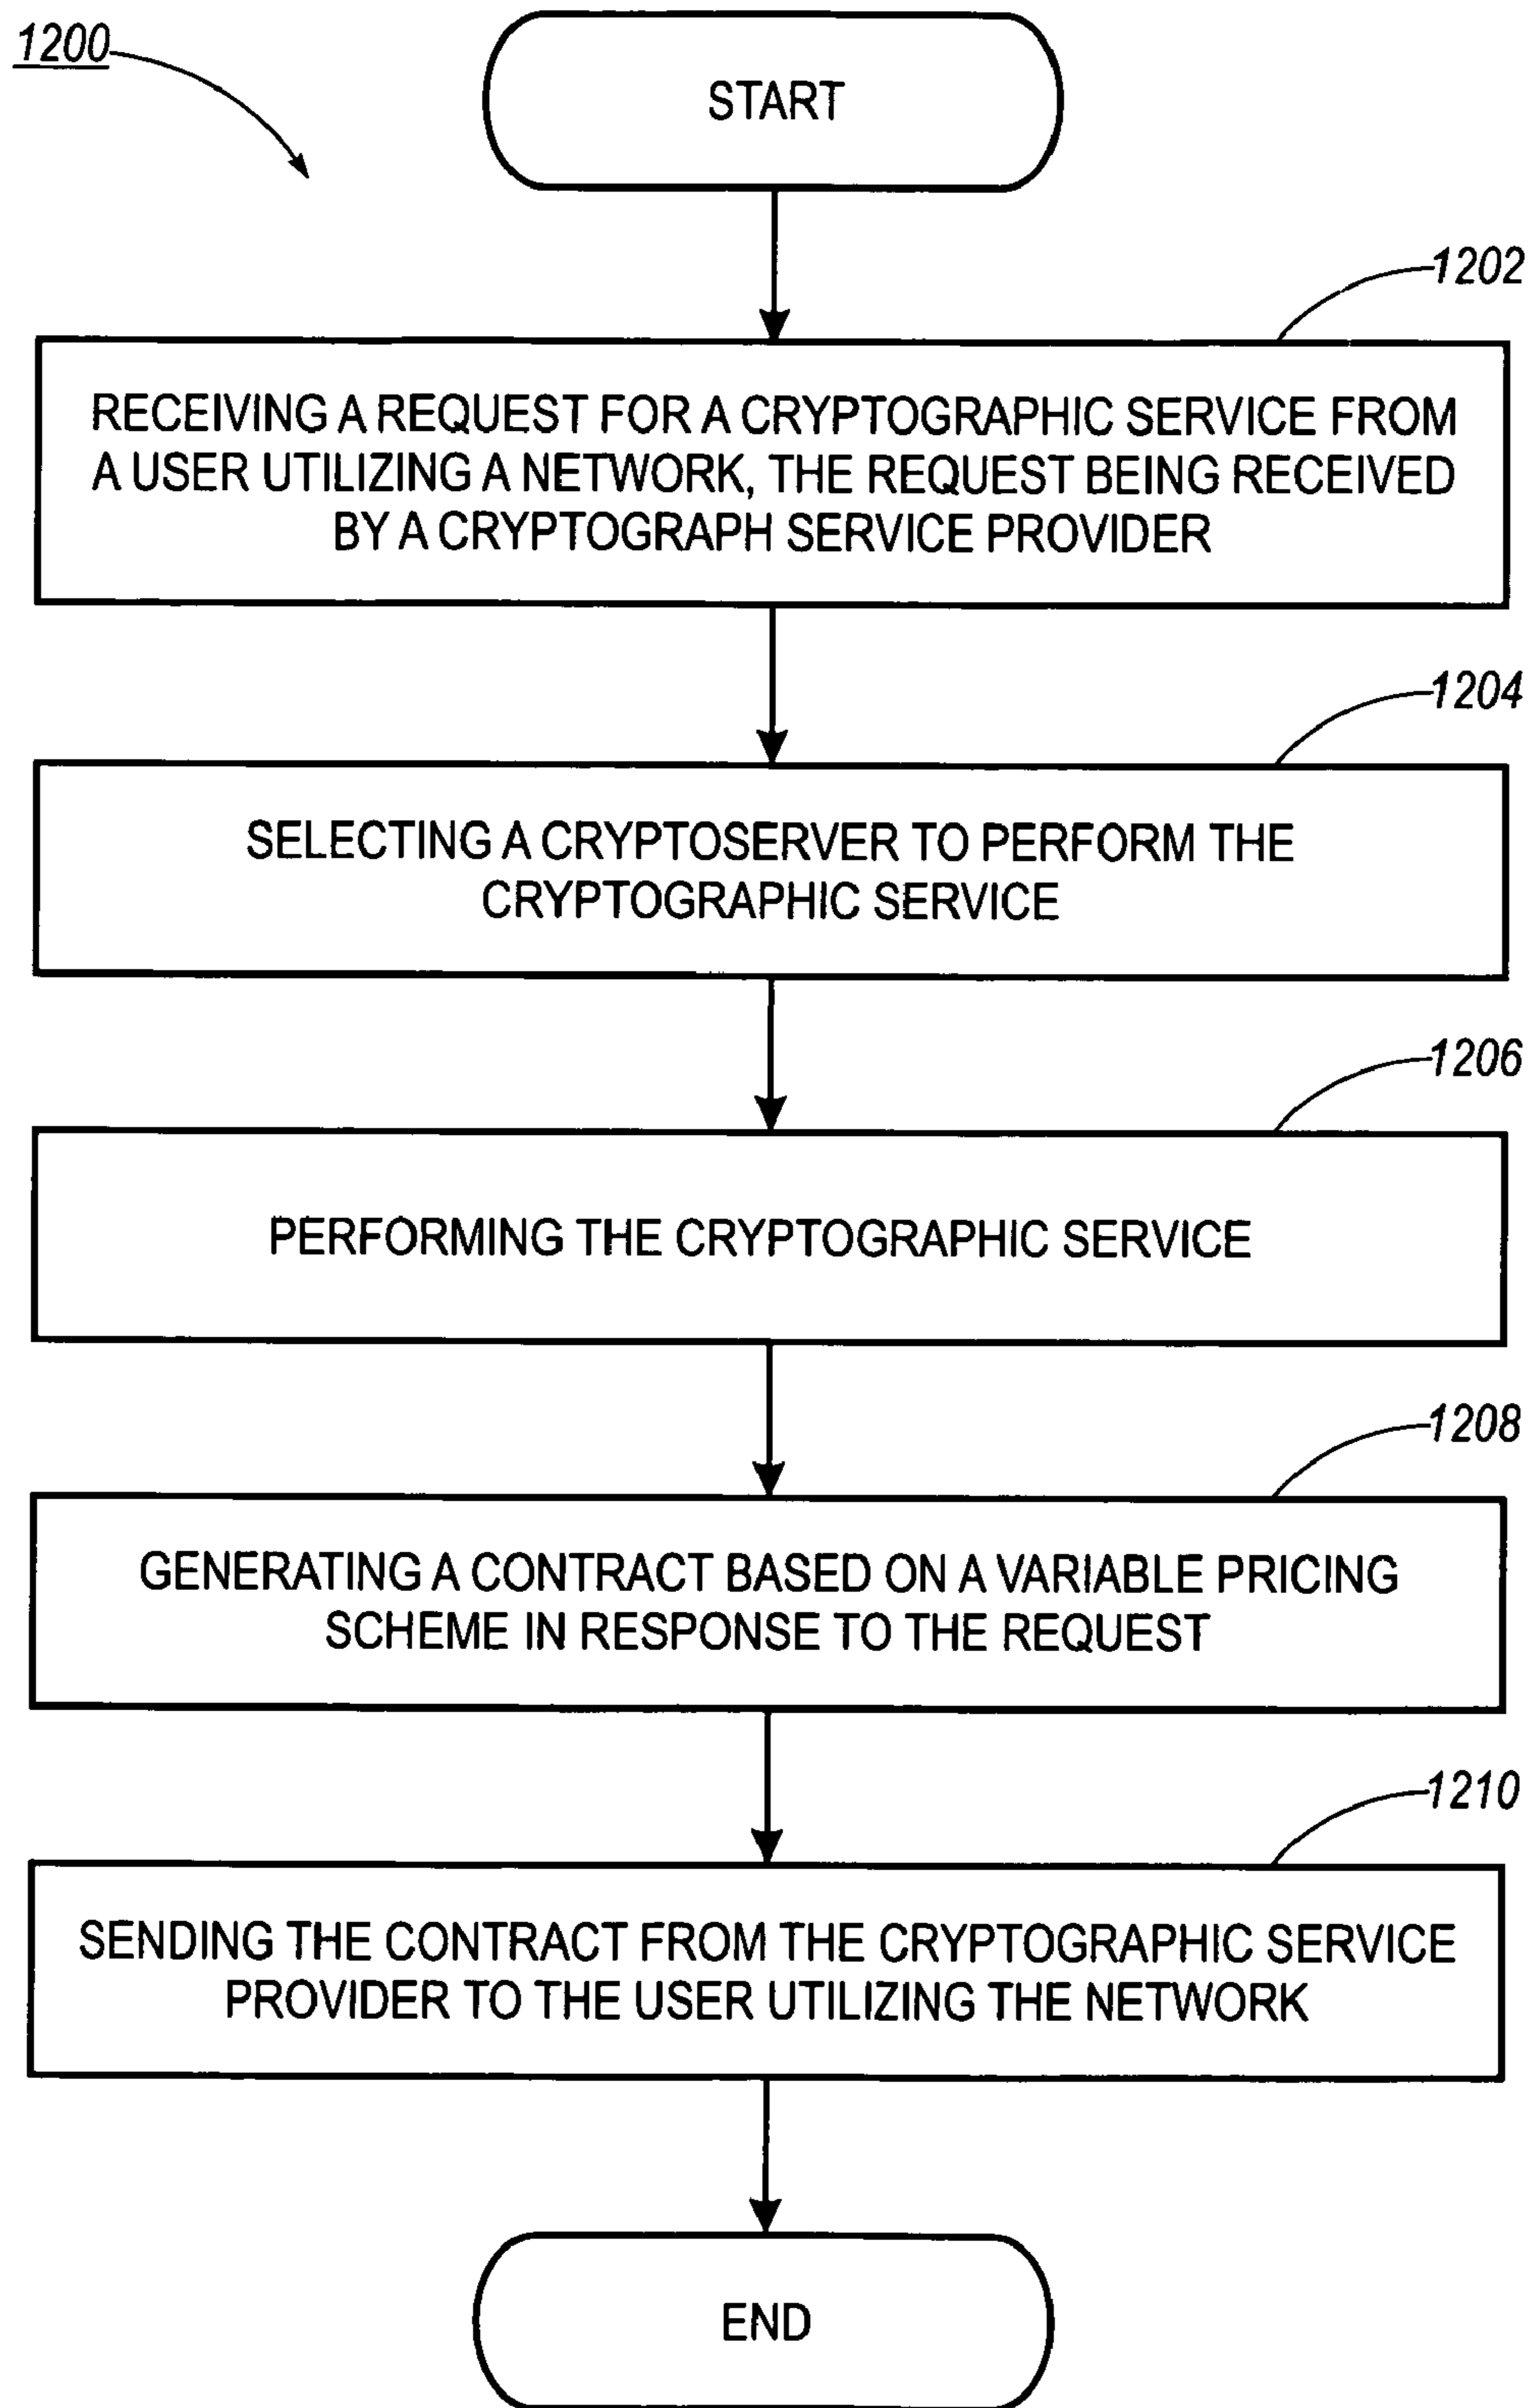 1200
START
1202
RECEIVING A REQUEST FOR A CRYPTOGRAPHIC SERVICE FROM
A USER UTILIZING A NETWORK, THE REQUEST BEING RECEIVED
BY A CRYPTOGRAPH SERVICE PROVIDER
1204
SELECTING A CRYPTOSERVER TO PERFORM THE
CRYPTOGRAPHIC SERVICE
1206
PERFORMING THE CRYPTOGRAPHIC SERVICE
1208
GENERATING A CONTRACT BASED ON A VARIABLE PRICING
SCHEME IN RESPONSE TO THE REQUEST
1210
SENDING THE CONTRACT FROM THE CRYPTOGRAPHIC SERVICE
PROVIDER TO THE USER UTILIZING THE NETWORK
END